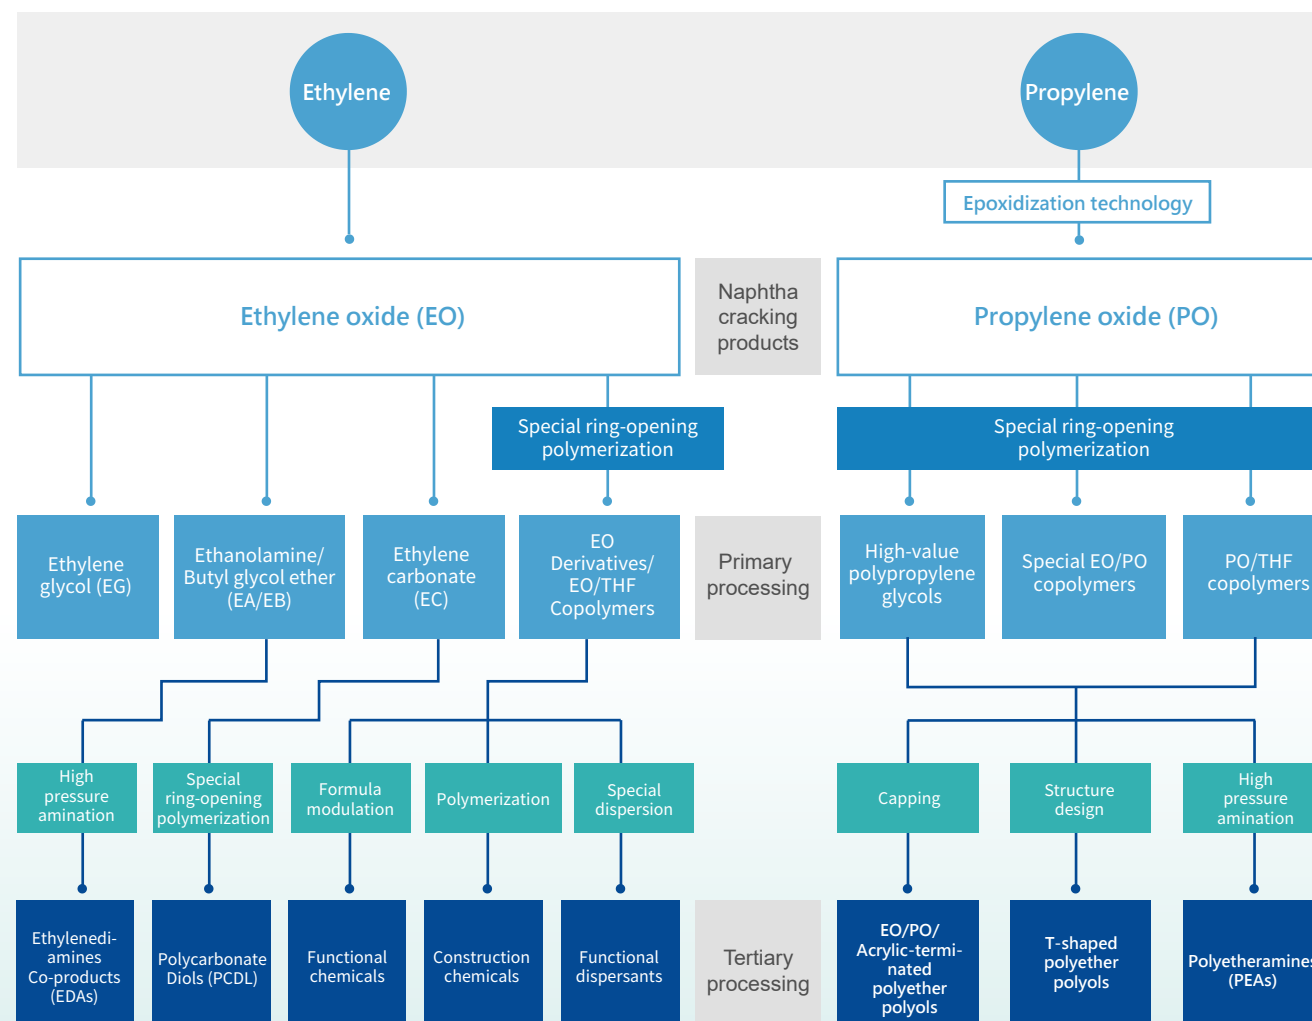 Ethylene
Propylene
Epoxidization technology
Ethylene oxide (EO)
Naphtha
cracking
products
Propylene oxide (PO)
Special ring-opening
polymerization
Special ring-opening
polymerization
Ethylene
glycol (EG)
Ethanolamine/
Butyl glycol ether
(EA/EB)
Ethylene
carbonate
(EC)
EO
Derivatives/
EO/THF
Copolymers
Primary
processing
High-value
polypropylene
glycols
Special EO/PO
copolymers
PO/THF
copolymers
High
pressure
amination
Special
ring-opening
polymerization
Formula
modulation
Polymerization
Special
dispersion
Capping
Structure
design
High
pressure
amination
Ethylenedi-
amines
Co-products
(EDAs)
Polycarbonate
Diols (PCDL)
Functional
chemicals
Construction
chemicals
Functional
dispersants
Tertiary
processing
EO/PO/
Acrylic-termi-
nated
polyether
polyols
T-shaped
polyether
polyols
Polyetheramines
(PEAs)